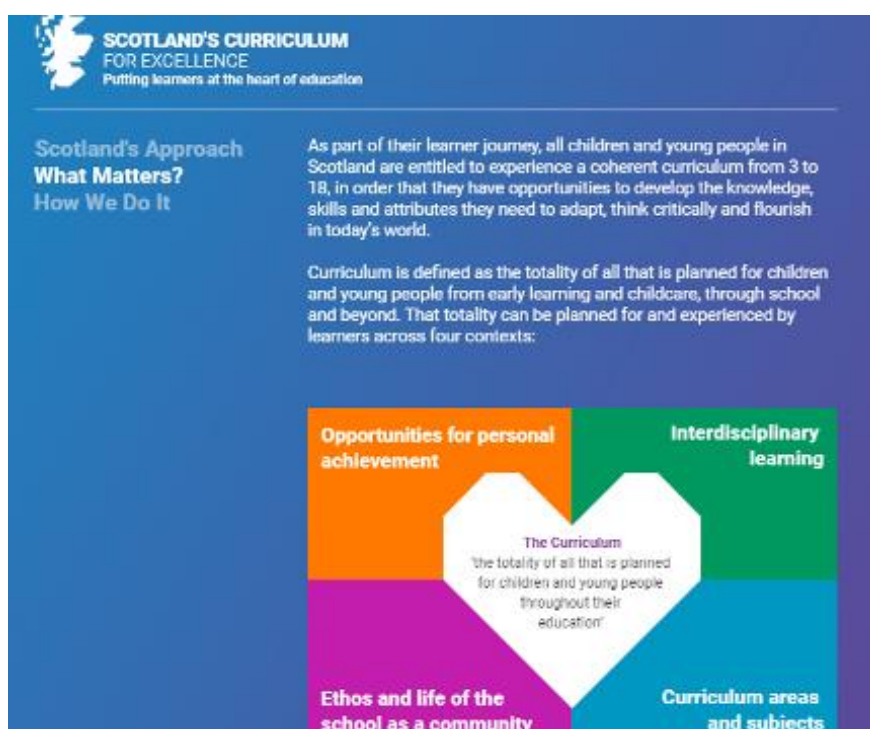 SCOTLAND'S CURRICULUM
FOR EXCELLENCE
Putting learners at the heart of education
Scotland's Approach
What Matters?
How We Do It
As part of their learner journey, all children and young people in
Scotland are entitled to experience a coherent curriculum from 3 to
18, in order that they have opportunities to develop the knowledge,
skills and attributes they need to adapt, think critically and flourish
in today's world.
Curriculum is defined as the totality of all that is planned for children
and young people from early learning and childcare, through school
and beyond. That totality can be planned for and experienced by
learners across four contexts:
Opportunities for personal
achievement
Interdisciplinary
learning
The Curriculum
'the totality of all that is planned
for children and young people
throughout their
education'
Ethos and life of the
school as a community
Curriculum areas
and subjects